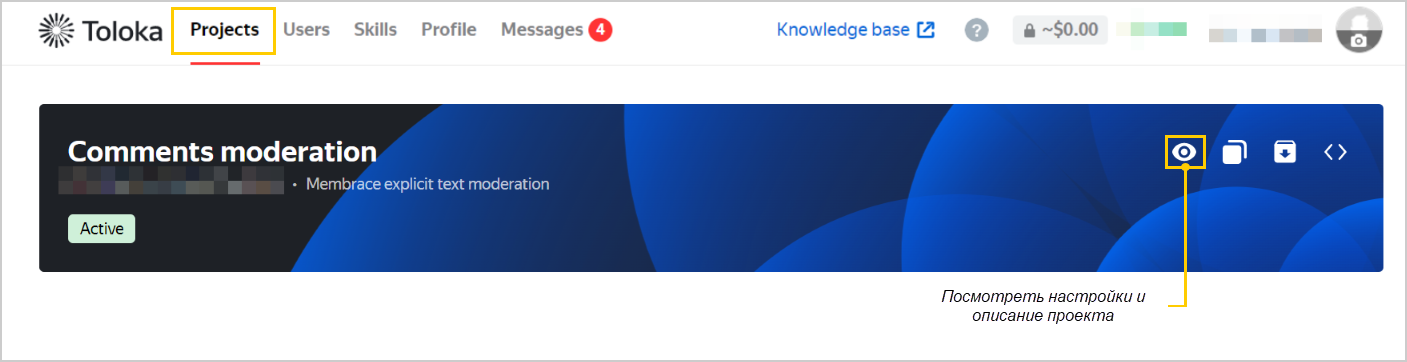 Toloka Projects Users Skills Profile Messages 4 Knowledge base ? ~$0.00
Comments moderation
• Membrace explicit text moderation
Active
Посмотреть настройки и
описание проекта